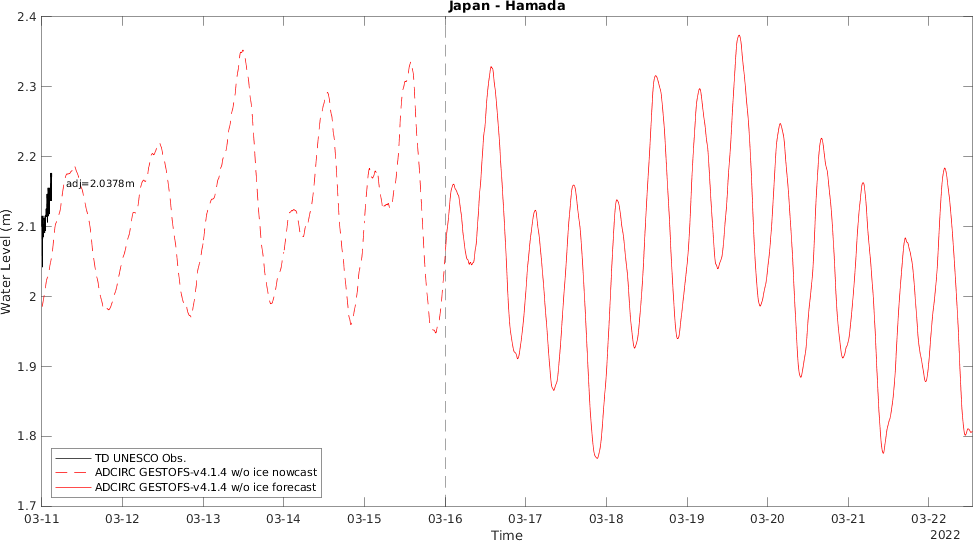 Japan - Hamada
Water Level (m)
2.4
2.3
2.2
2.1
2
1.9
1.8
1.7
adj=2.0378m
TD UNESCO Obs.
ADCIRC GESTOFS-v4.1.4 w/o ice nowcast
ADCIRC GESTOFS-v4.1.4 w/o ice forecast
03-11 03-12 03-13 03-14 03-15 03-16 03-17 03-18 03-19 03-20 03-21 03-22
Time
2022